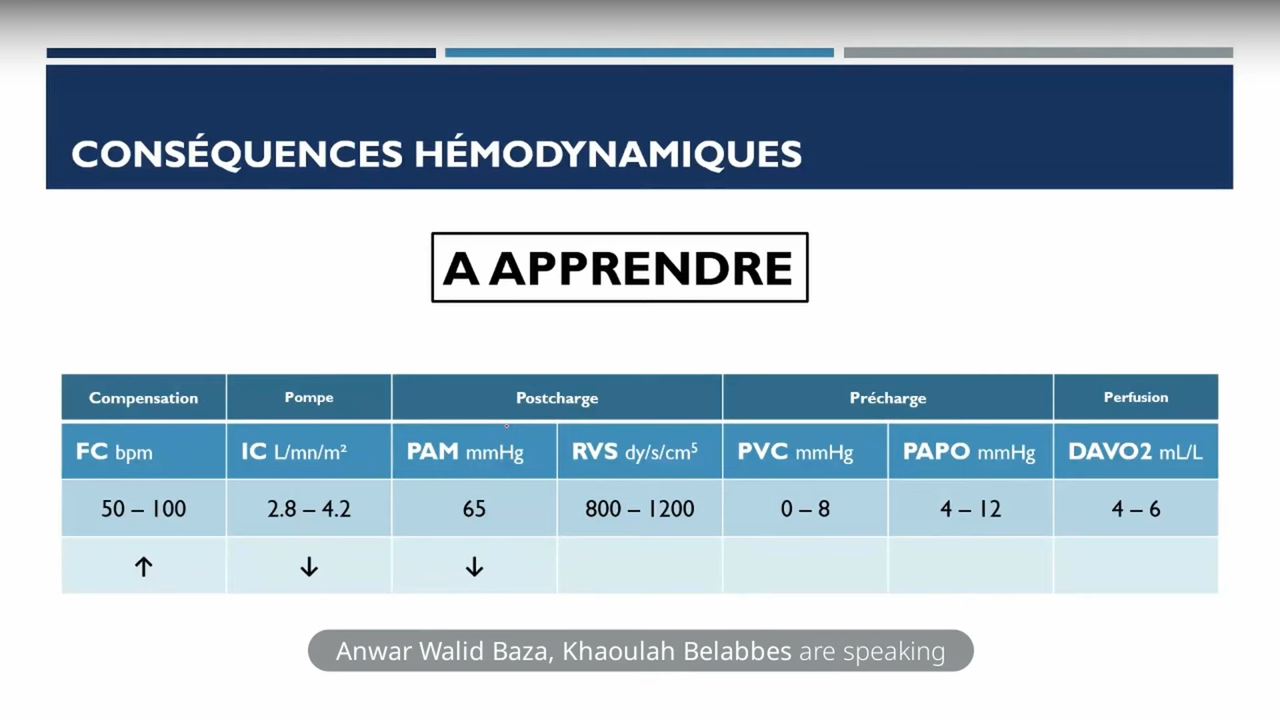 CONSÉQUENCES HÉMODYNAMIQUES
A APPRENDRE
Compensation Pompe Postcharge Précharge Perfusion
FC bpm IC L/mn/m² PAM mmHg RVS dy/s/cm⁵ PVC mmHg PAPO mmHg DAVO2 mL/L
50 – 100 2.8 – 4.2 65 800 – 1200 0 – 8 4 – 12 4 – 6
↑ ↓ ↓
Anwar Walid Baza, Khaoulah Belabbes are speaking